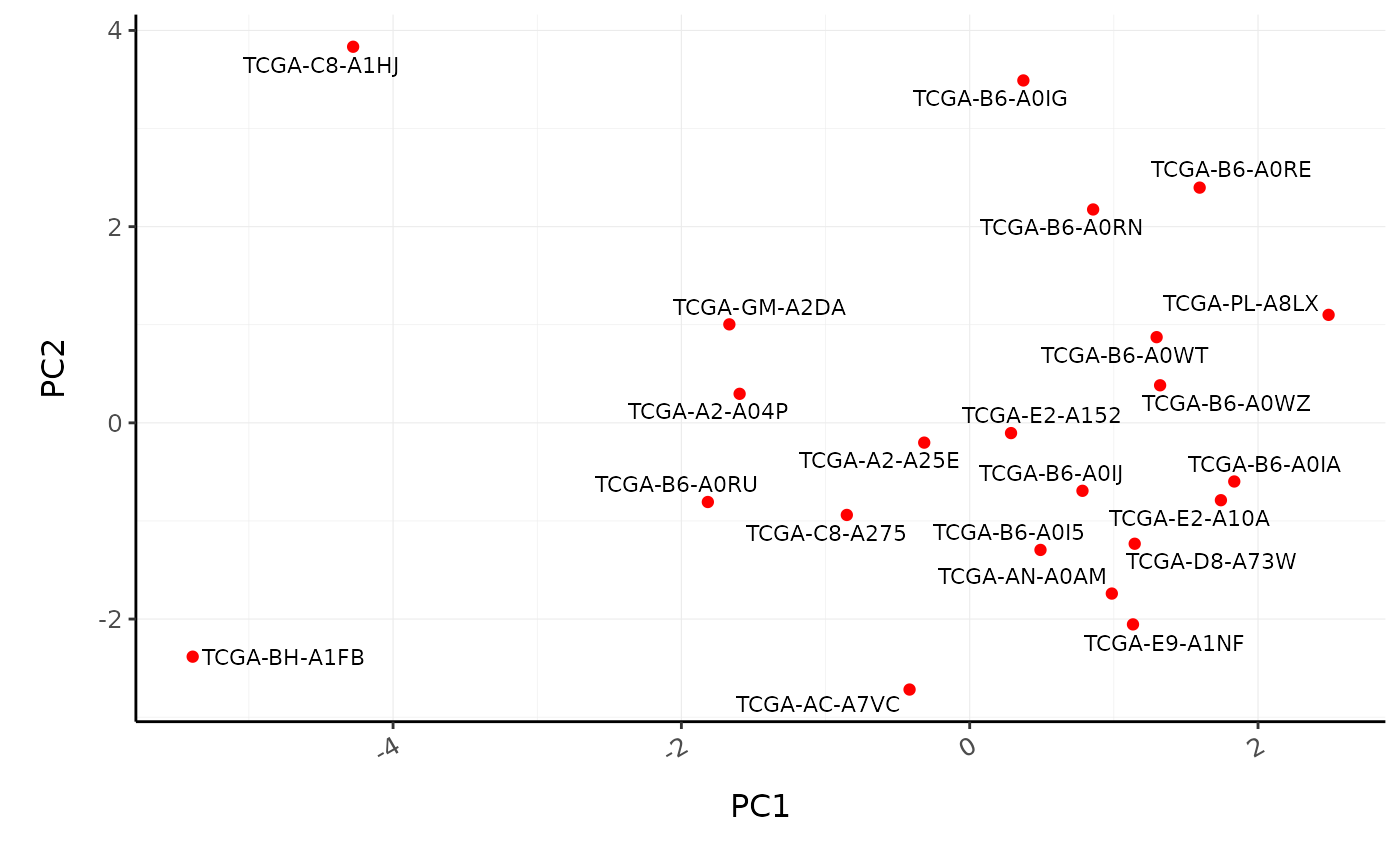 4
TCGA-C8-A1HJ
TCGA-B6-A0IG
TCGA-B6-A0RE
TCGA-B6-A0RN
2
TCGA-GM-A2DA
TCGA-PL-A8LX
TCGA-B6-A0WT
PC2
TCGA-A2-A04P
TCGA-B6-A0WZ
TCGA-E2-A152
0
TCGA-A2-A25E
TCGA-B6-A0IA
TCGA-B6-A0IJ
TCGA-B6-A0RU
TCGA-E2-A10A
TCGA-C8-A275
TCGA-B6-A0I5
TCGA-D8-A73W
TCGA-AN-A0AM
-2
TCGA-E9-A1NF
TCGA-BH-A1FB
TCGA-AC-A7VC
-4 -2 0 2
PC1